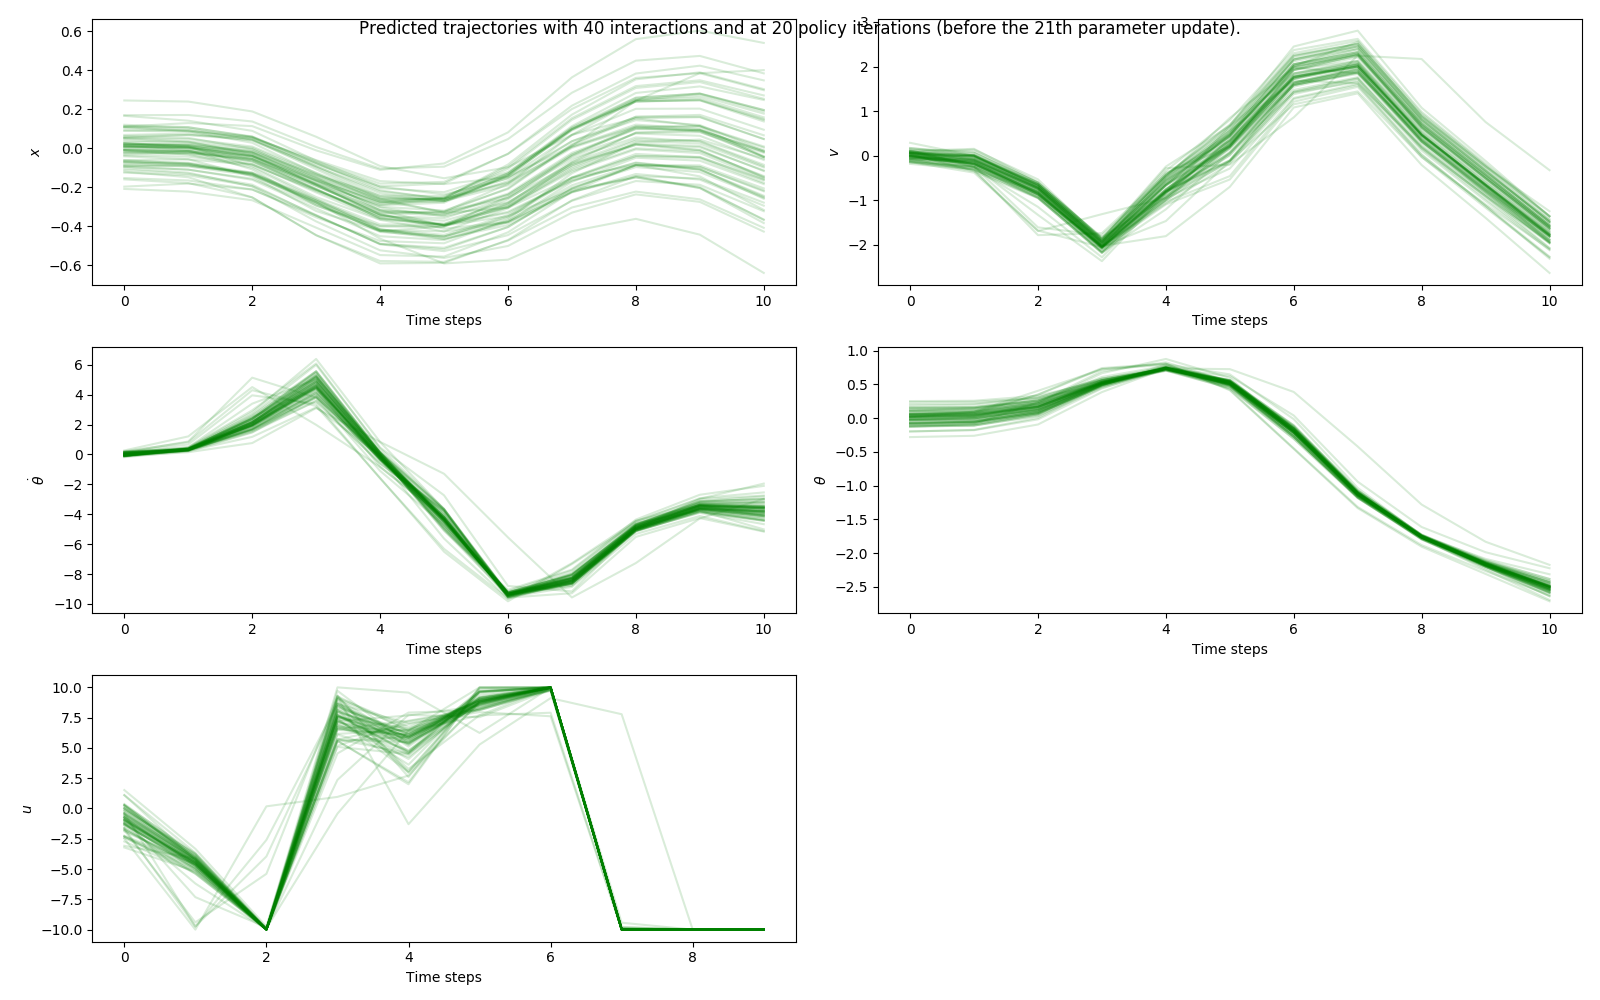 Predicted trajectories with 40 interactions and at 20 policy iterations (before the 21th parameter update).
0.6
0.4
0.2
0.0
−0.2
−0.4
−0.6
x
0 2 4 6 8 10
Time steps
3
2
1
0
−1
−2
v
0 2 4 6 8 10
Time steps
6
4
2
0
−2
−4
−6
−8
−10
θ̇
0 2 4 6 8 10
Time steps
1.0
0.5
0.0
−0.5
−1.0
−1.5
−2.0
−2.5
θ
0 2 4 6 8 10
Time steps
10.0
7.5
5.0
2.5
0.0
−2.5
−5.0
−7.5
−10.0
u
0 2 4 6 8
Time steps